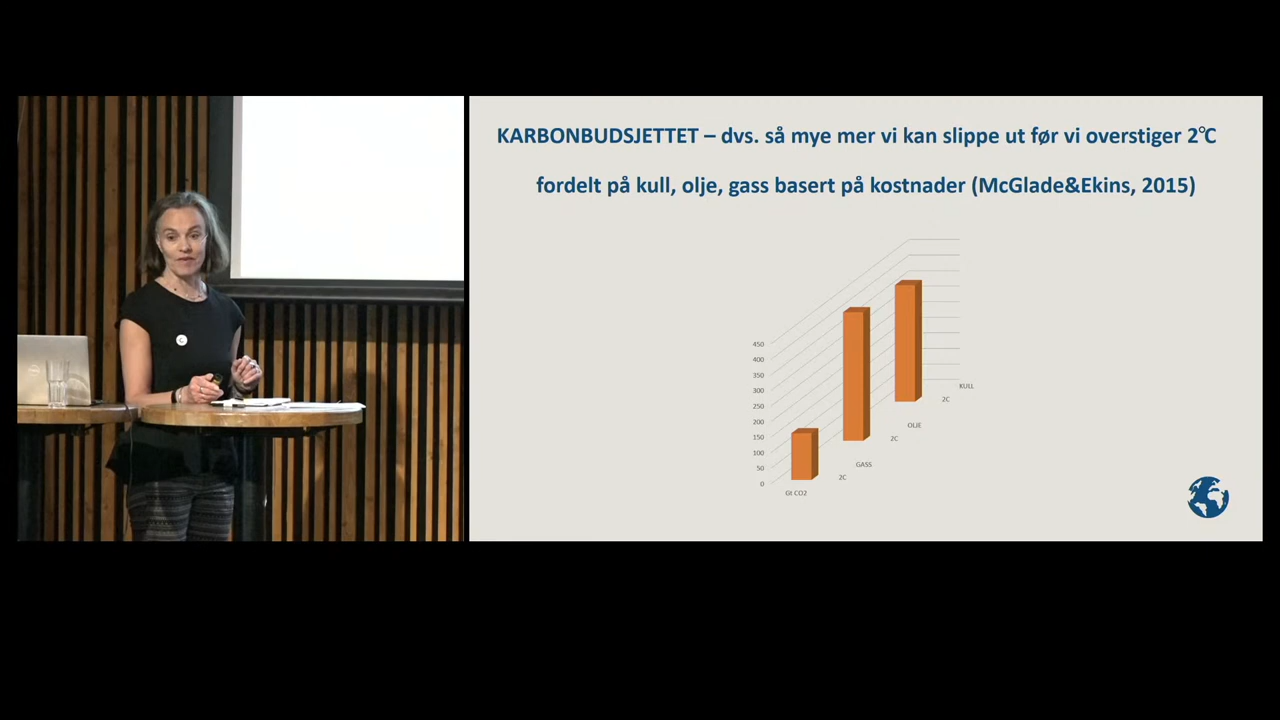 KARBONBUDSJETTET – dvs. så mye mer vi kan slippe ut før vi overstiger 2°C
fordelt på kull, olje, gass basert på kostnader (McGlade&Ekins, 2015)
450
400
350
300
250
200
150
100
50
0
KULL
2C
OLJE
2C
GASS
2C
Gt CO2